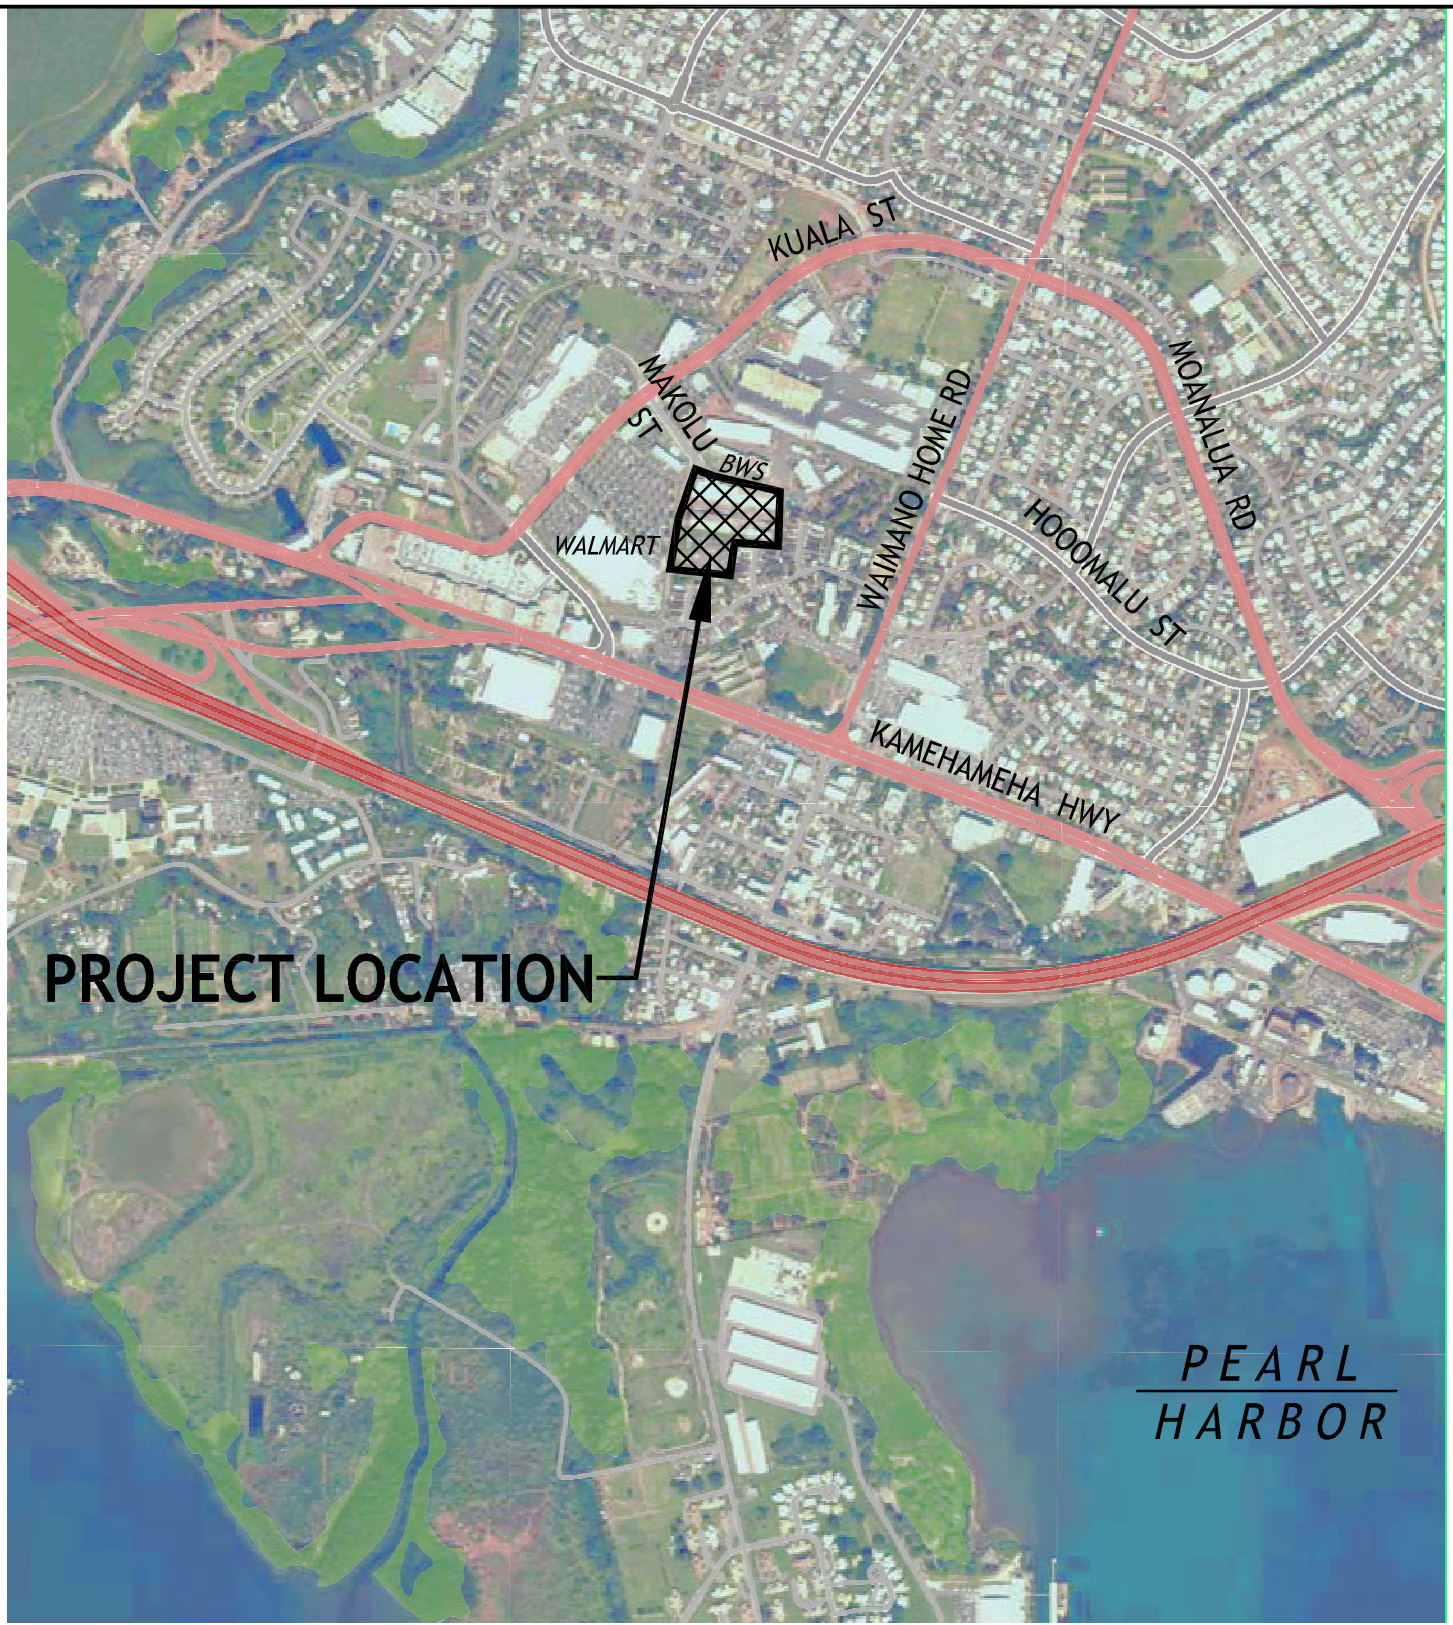 KUALA ST
MAKOLU
ST
MOANALUA RD
WAIMANO HOME RD
BWS
WALMART
HOOOMALU ST
KAMEHAMEHA HWY
PROJECT LOCATION
PEARL
HARBOR